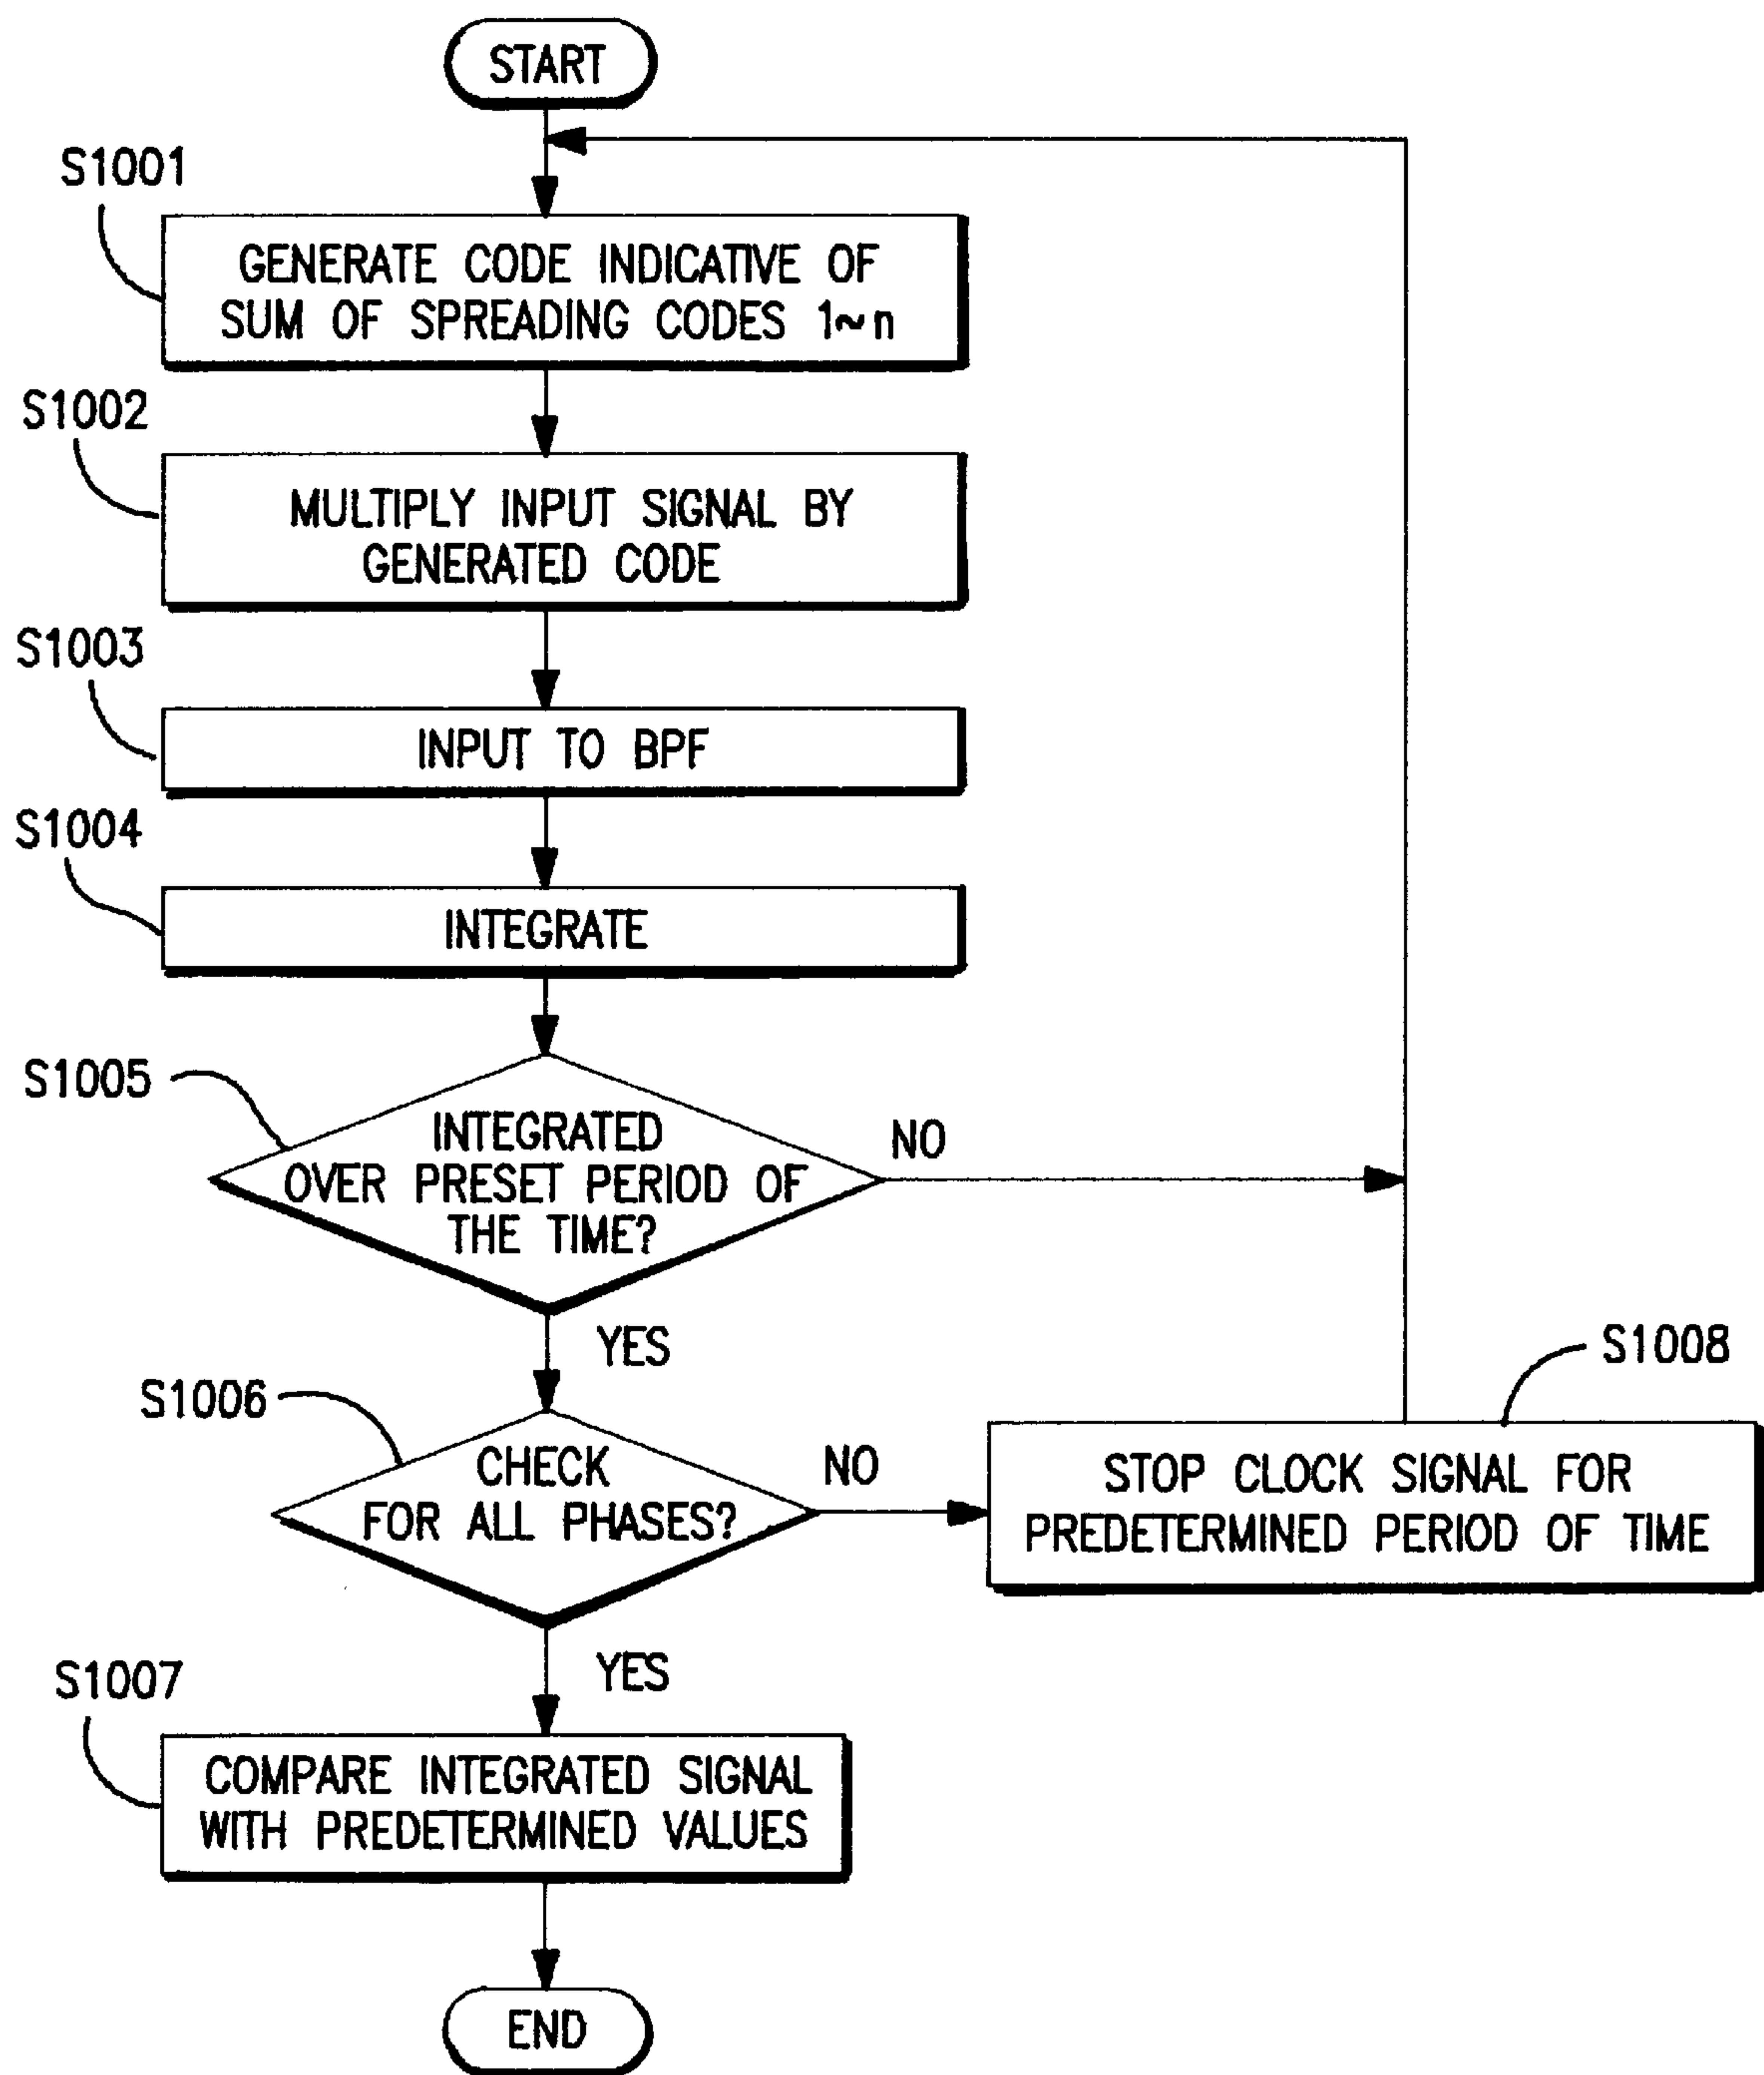 START
S1001
GENERATE CODE INDICATIVE OF
SUM OF SPREADING CODES 1~n
S1002
MULTIPLY INPUT SIGNAL BY
GENERATED CODE
S1003
INPUT TO BPF
S1004
INTEGRATE
S1005
INTEGRATED
OVER PRESET PERIOD OF
THE TIME?
NO
YES
S1006
CHECK
FOR ALL PHASES?
NO
S1008
STOP CLOCK SIGNAL FOR
PREDETERMINED PERIOD OF TIME
YES
S1007
COMPARE INTEGRATED SIGNAL
WITH PREDETERMINED VALUES
END